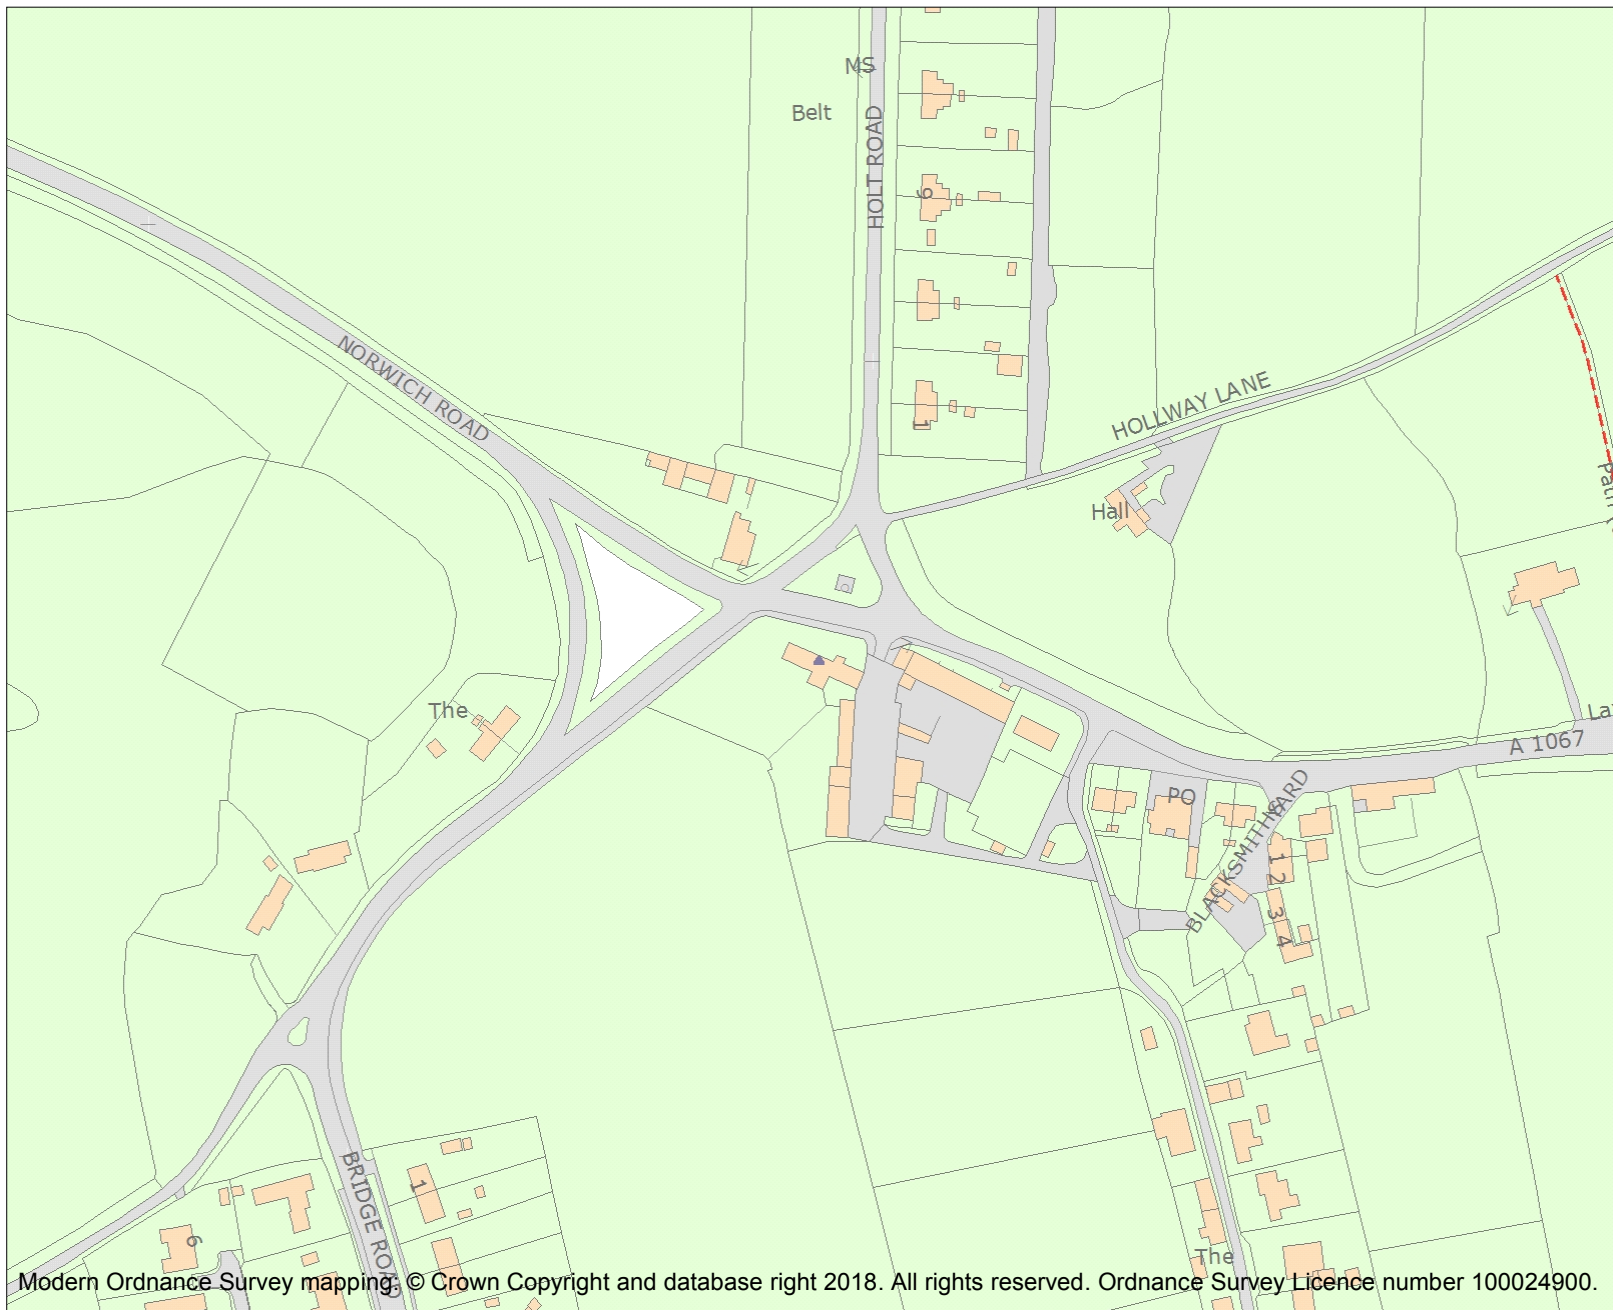 MS
Belt
HOLT ROAD
9
NORWICH ROAD
HOLLWAY LANE
1
Hall
The
A 1067
PO
BLACKSMITHS YARD
1
2
3
4
BRIDGE ROAD
1
6
The
Modern Ordnance Survey mapping: © Crown Copyright and database right 2018. All rights reserved. Ordnance Survey Licence number 100024900.